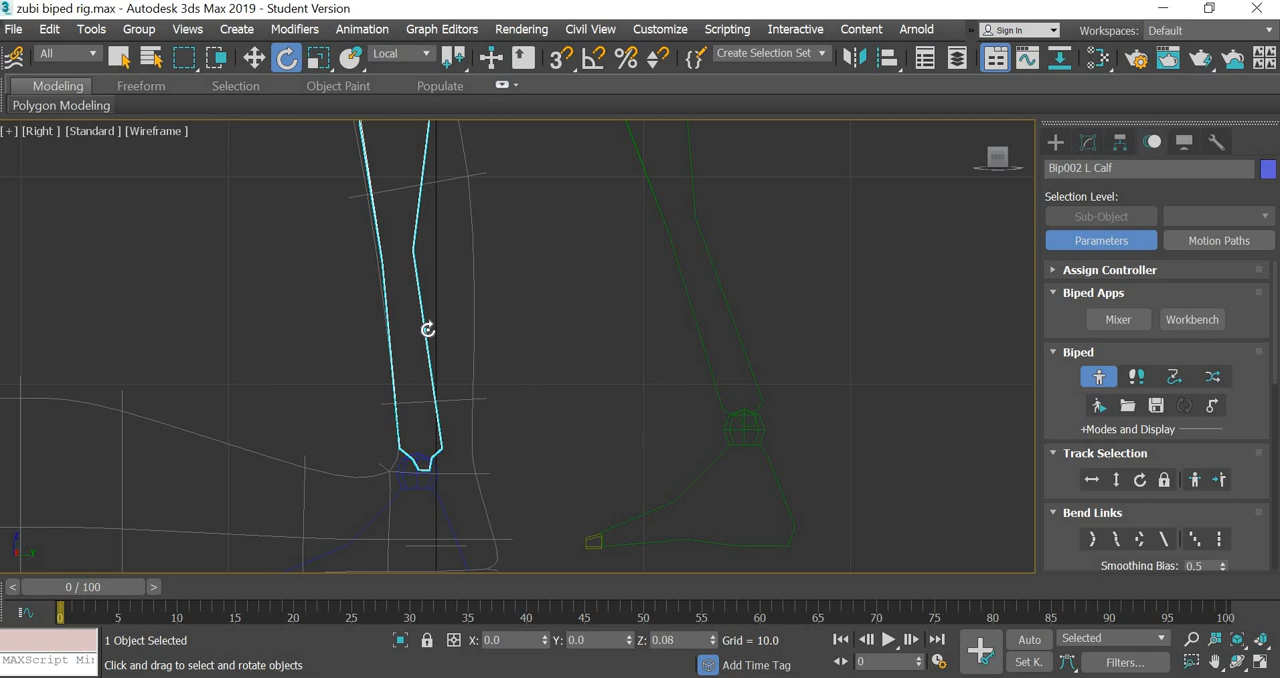 zubi biped rig.max - Autodesk 3ds Max 2019 - Student Version
File Edit Tools Group Views Create Modifiers Animation Graph Editors Rendering Civil View Customize Scripting Interactive Content Arnold » Sign In Workspaces: Default
All Local Create Selection Set
Modeling Freeform Selection Object Paint Populate
Polygon Modeling
[+] [Right ] [Standard ] [Wireframe ]
Bip002 L Calf
Selection Level:
Sub-Object
Parameters Motion Paths
Assign Controller
Biped Apps
Mixer Workbench
Biped
+Modes and Display
Track Selection
Bend Links
Smoothing Bias: 0.5
z
x y
< 0 / 100 >
0 5 10 15 20 25 30 35 40 45 50 55 60 65 70 75 80 85 90 95 100
1 Object Selected X: 0.0 Y: 0.0 Z: 0.08 Grid = 10.0 Auto Selected
MAXScript Mi Click and drag to select and rotate objects Add Time Tag 0 Set K. Filters...